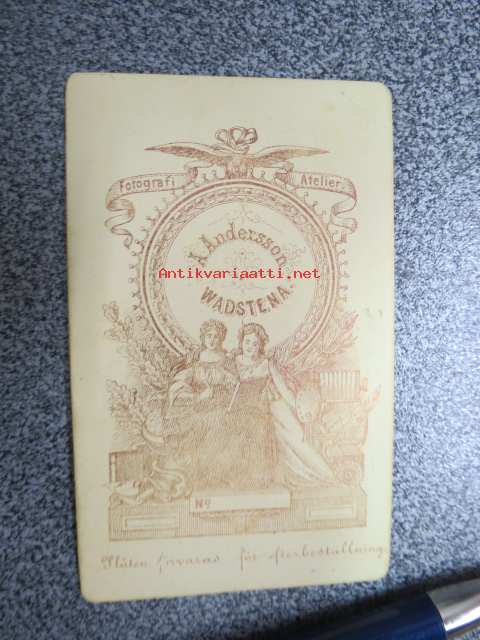 Fotografi Atelier.
A. Andersson.
Antikvariaatti.net
WADSTENA.
No
Plåten förvaras för efterbeställning